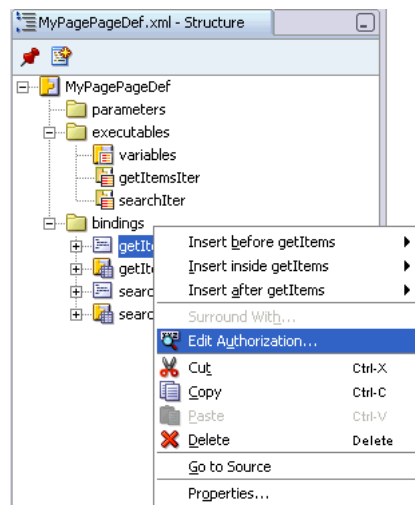 MyPagePageDef.xml - Structure
MyPagePageDef
parameters
executables
variables
getItemsIter
searchIter
bindings
getIte
getIte
searc
searc
Insert before getItems
Insert inside getItems
Insert after getItems
Surround With...
Edit Authorization...
Cut Ctrl-X
Copy Ctrl-C
Paste Ctrl-V
Delete Delete
Go to Source
Properties...